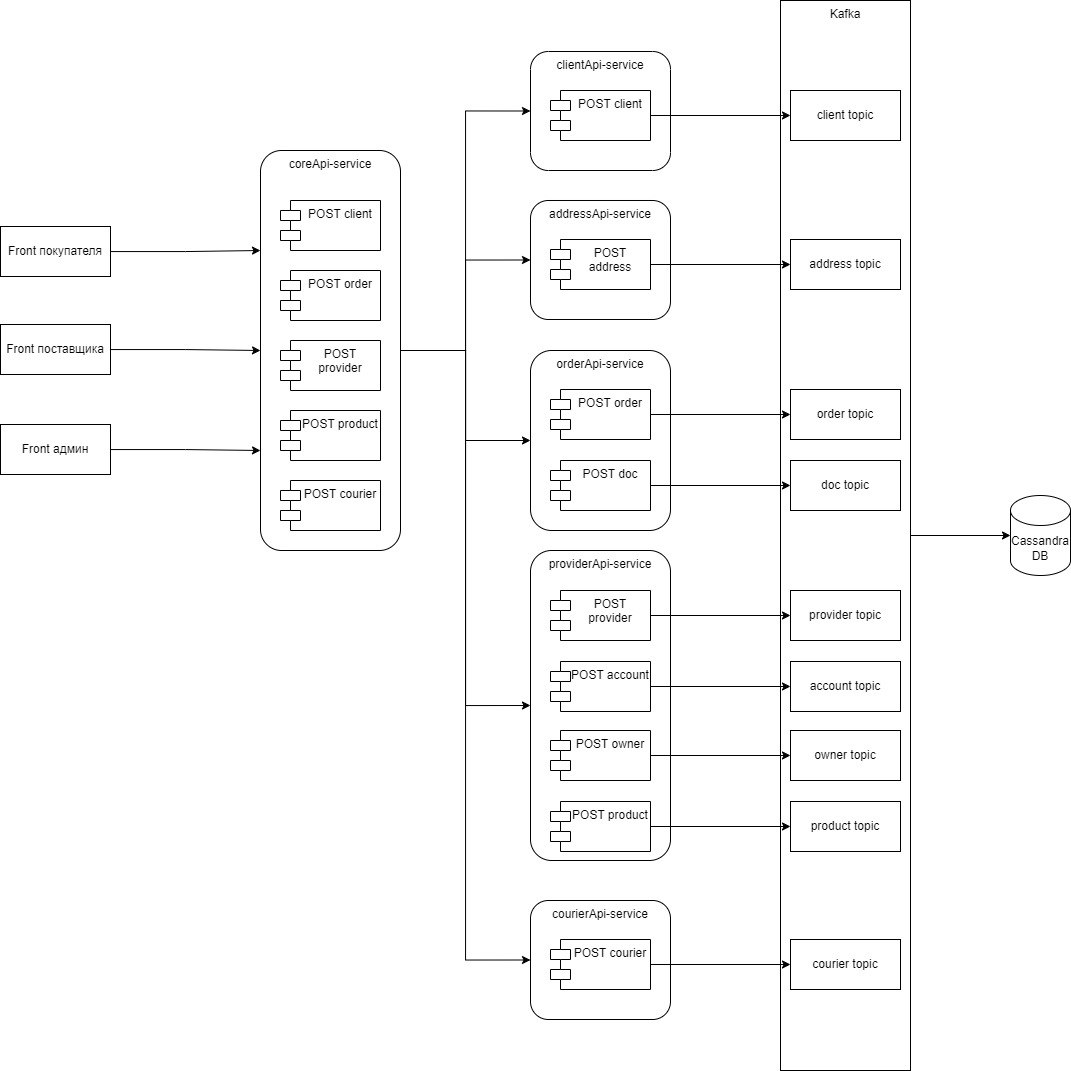 Kafka
clientApi-service
POST client
client topic
coreApi-service
POST client
POST order
POST
provider
POST product
POST courier
Front покупателя
Front поставщика
Front админ
addressApi-service
POST
address
address topic
orderApi-service
POST order
order topic
POST doc
doc topic
Cassandra
DB
providerApi-service
POST
provider
provider topic
POST account
account topic
POST owner
owner topic
POST product
product topic
courierApi-service
POST courier
courier topic